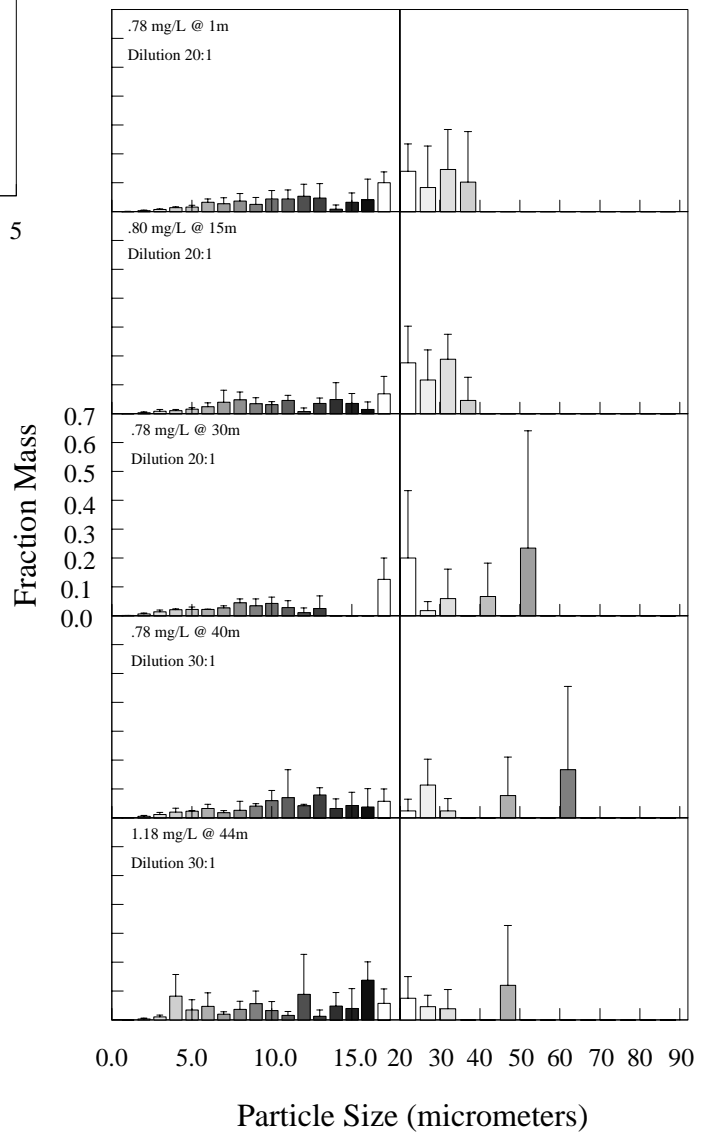 .78 mg/L @ 1m
Dilution 20:1
5
.80 mg/L @ 15m
Dilution 20:1
0.7
0.6
0.5
0.4
0.3
0.2
0.1
0.0
Fraction Mass
.78 mg/L @ 30m
Dilution 20:1
.78 mg/L @ 40m
Dilution 30:1
1.18 mg/L @ 44m
Dilution 30:1
0.0 5.0 10.0 15.0 20 30 40 50 60 70 80 90
Particle Size (micrometers)